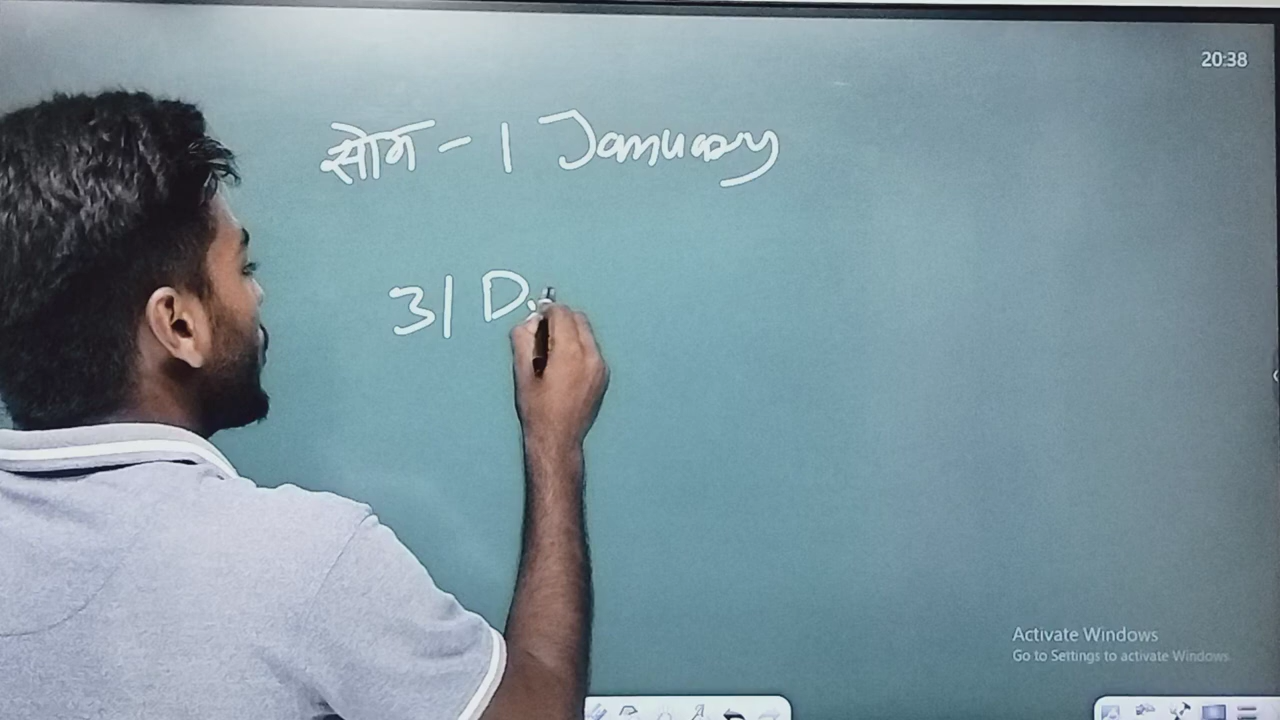 20:38
सोम - 1 January
31 D
Activate Windows
Go to Settings to activate Windows.